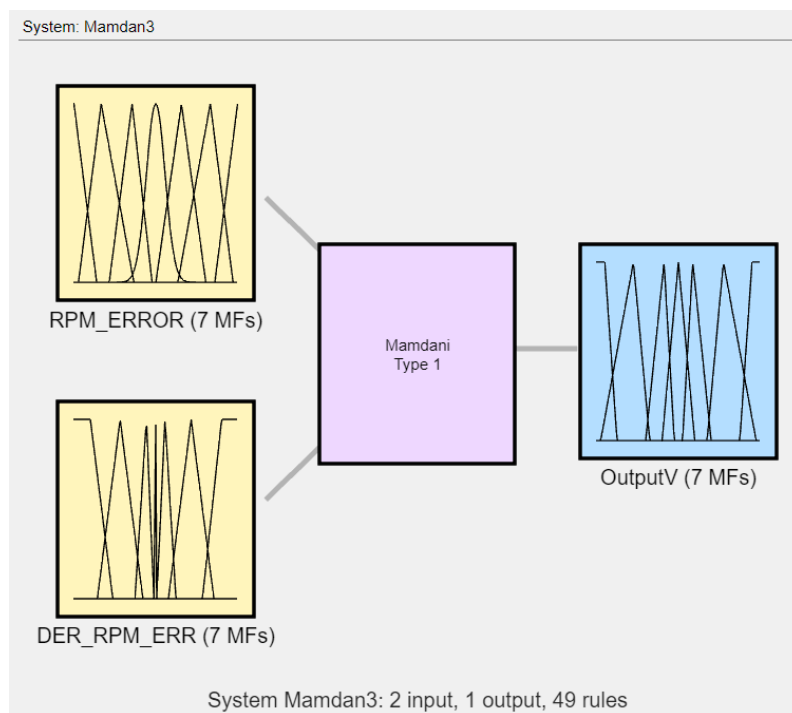 System: Mamdan3
RPM_ERROR (7 MFs)
Mamdani
Type 1
OutputV (7 MFs)
DER_RPM_ERR (7 MFs)
System Mamdan3: 2 input, 1 output, 49 rules